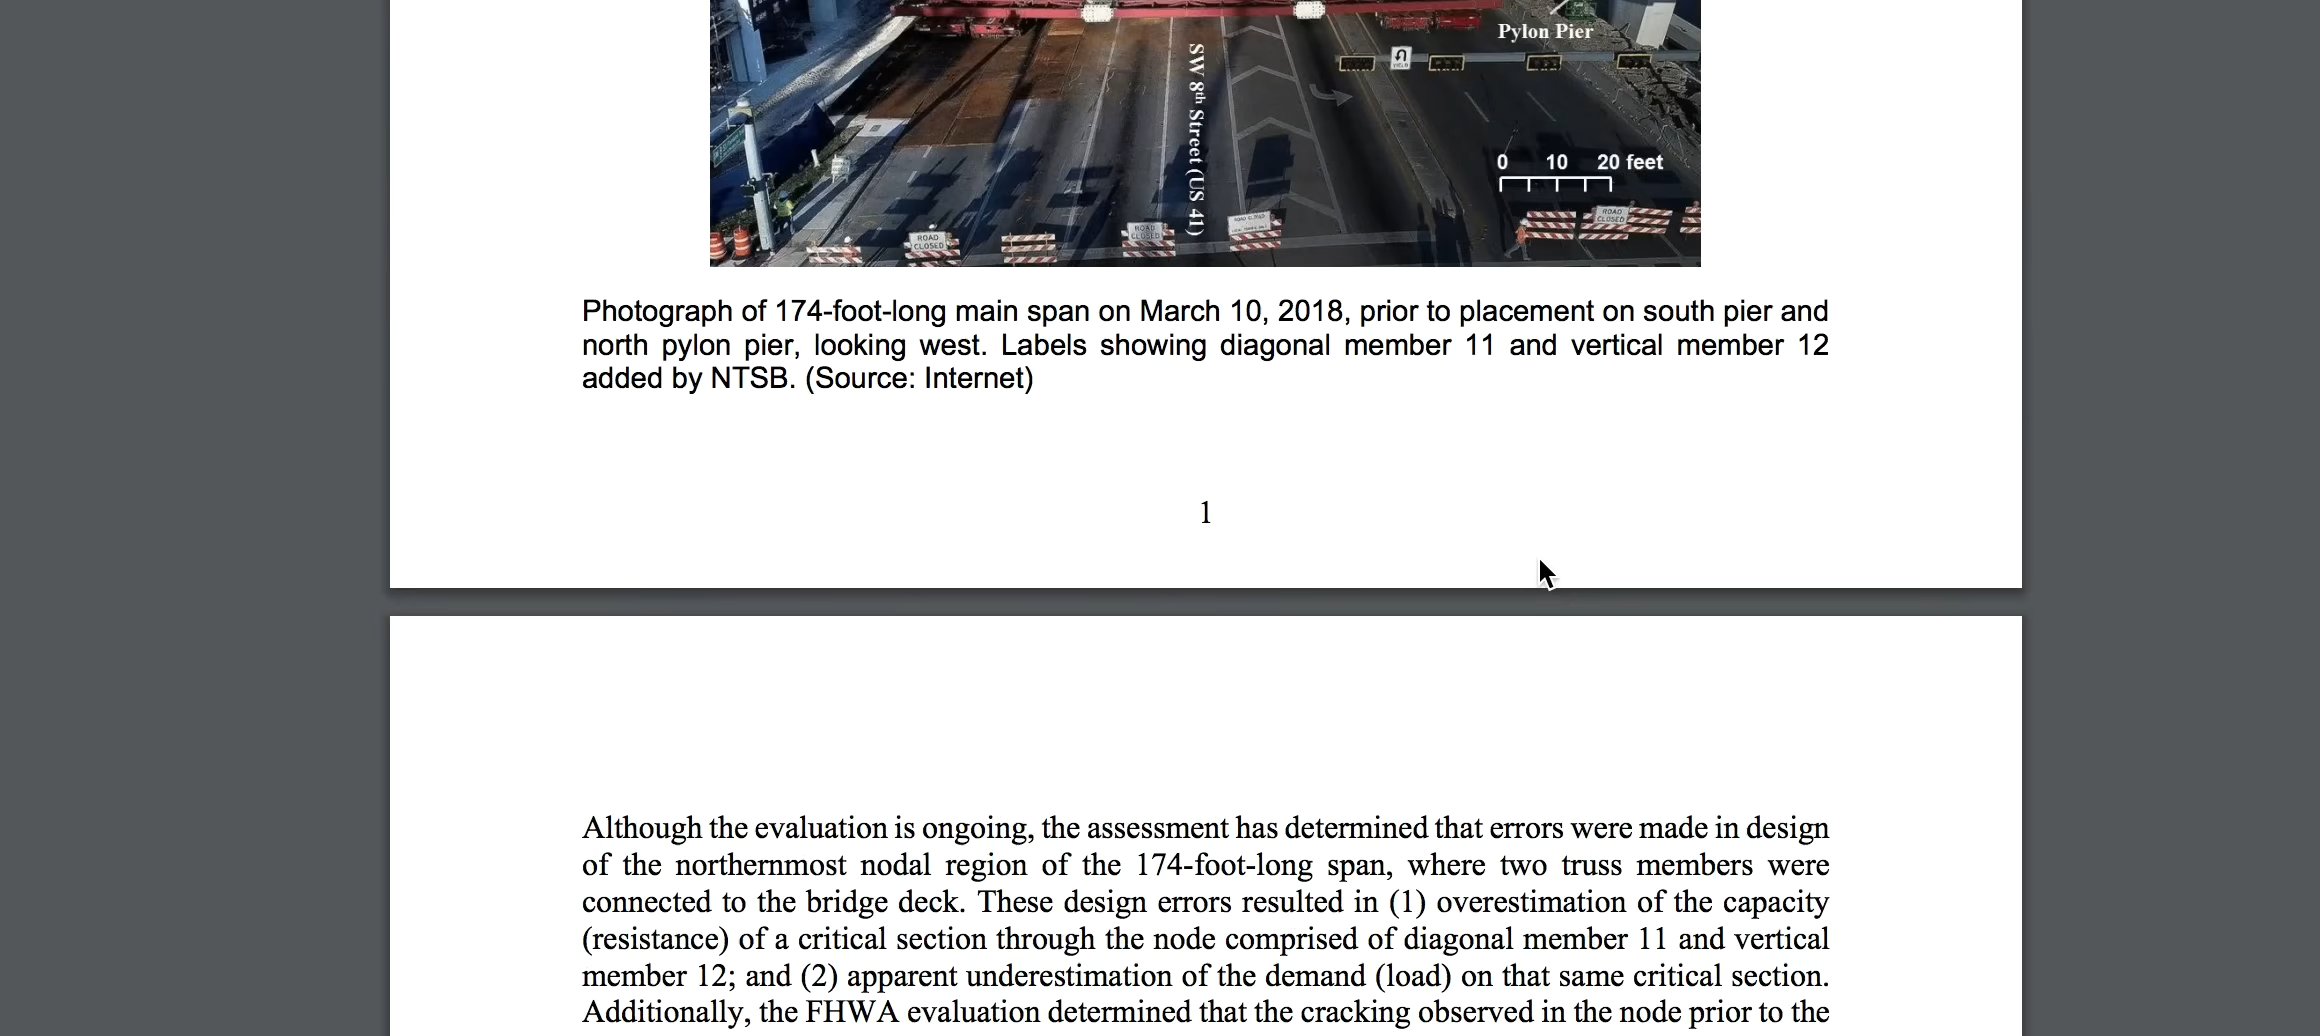 Pylon Pier
SW 8th Street (US 41)
0 10 20 feet
ROAD
CLOSED
ROAD
CLOSED
ROAD
CLOSED
Photograph of 174-foot-long main span on March 10, 2018, prior to placement on south pier and
north pylon pier, looking west. Labels showing diagonal member 11 and vertical member 12
added by NTSB. (Source: Internet)
1
Although the evaluation is ongoing, the assessment has determined that errors were made in design
of the northernmost nodal region of the 174-foot-long span, where two truss members were
connected to the bridge deck. These design errors resulted in (1) overestimation of the capacity
(resistance) of a critical section through the node comprised of diagonal member 11 and vertical
member 12; and (2) apparent underestimation of the demand (load) on that same critical section.
Additionally, the FHWA evaluation determined that the cracking observed in the node prior to the